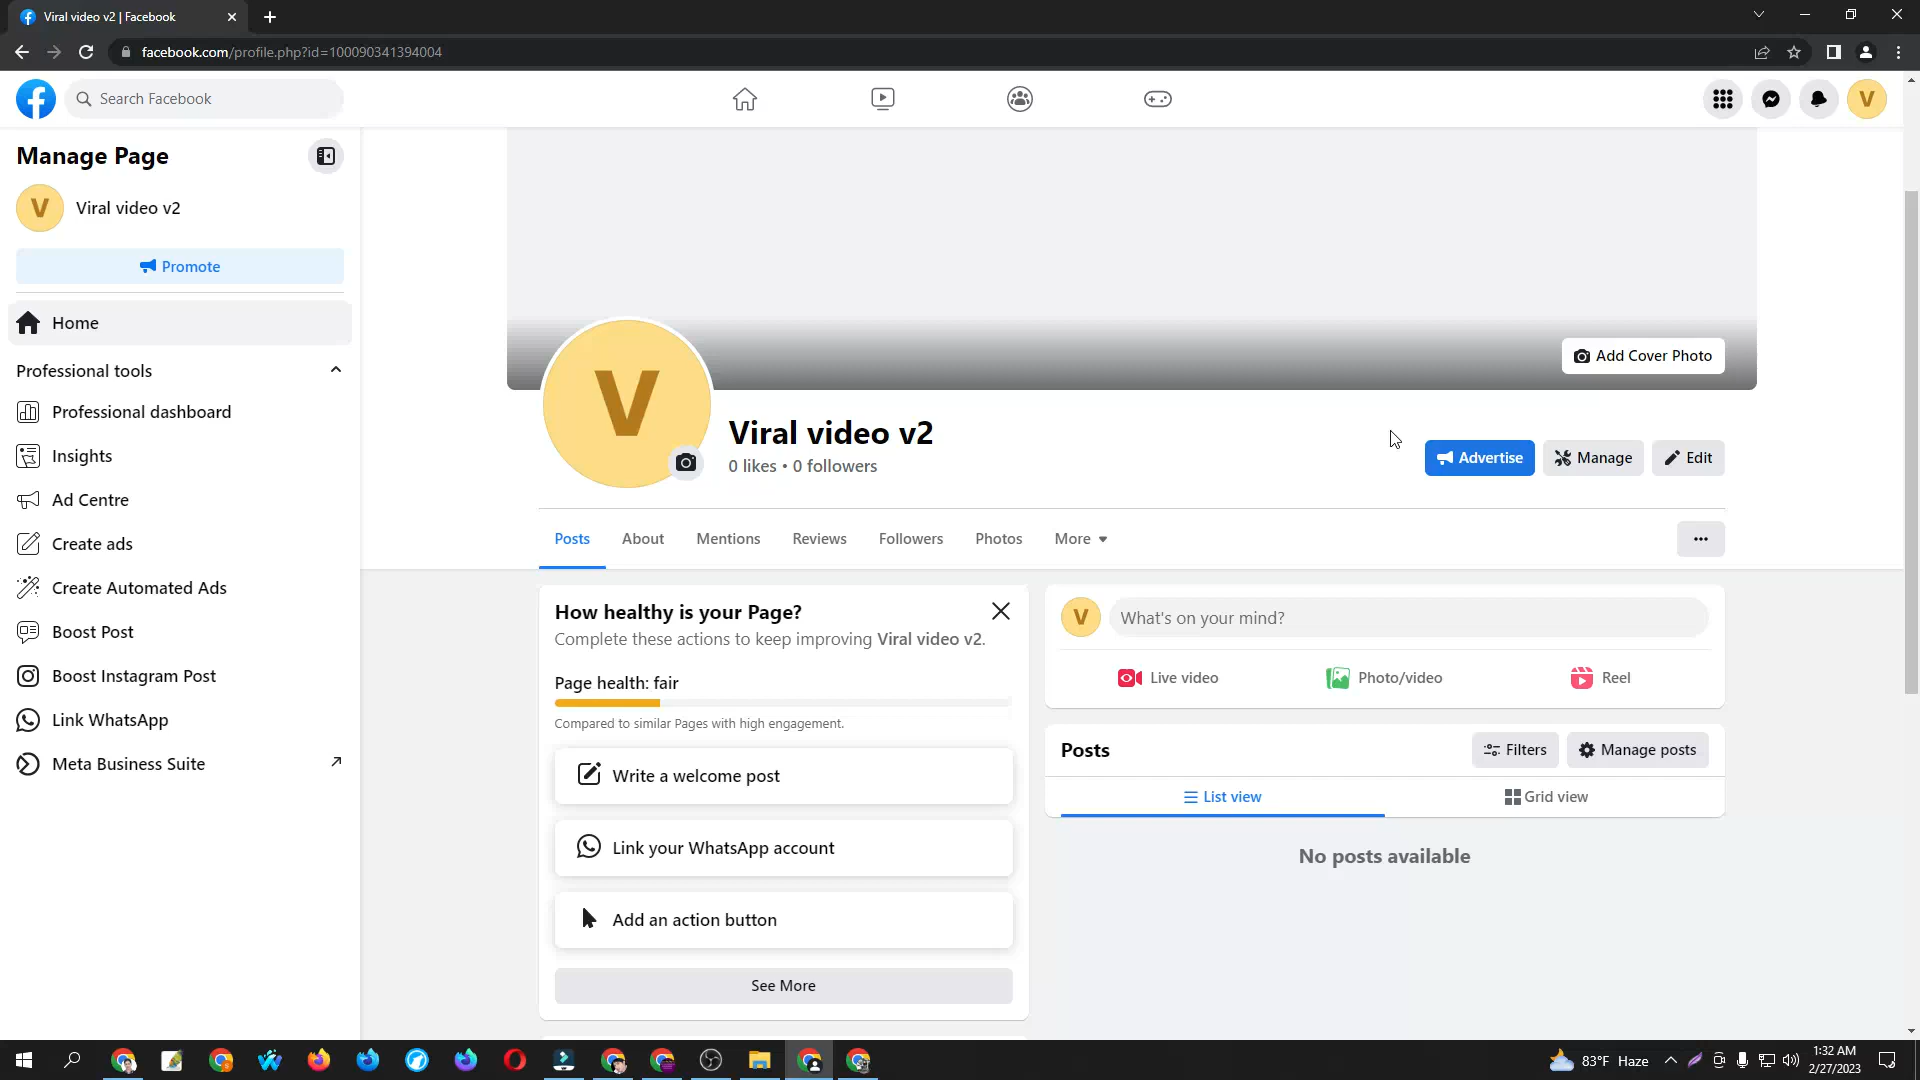 Viral video v2 | Facebook
facebook.com/profile.php?id=100090341394004
Search Facebook
V
Manage Page
V
Viral video v2
Promote
Home
Professional tools
Professional dashboard
Insights
Ad Centre
Create ads
Create Automated Ads
Boost Post
Boost Instagram Post
Link WhatsApp
Meta Business Suite
Add Cover Photo
V
Viral video v2
0 likes • 0 followers
Advertise
Manage
Edit
Posts
About
Mentions
Reviews
Followers
Photos
More
How healthy is your Page?
Complete these actions to keep improving Viral video v2.
Page health: fair
Compared to similar Pages with high engagement.
Write a welcome post
Link your WhatsApp account
Add an action button
See More
V
What's on your mind?
Live video
Photo/video
Reel
Posts
Filters
Manage posts
List view
Grid view
No posts available
83°F Haze
1:32 AM
2/27/2023